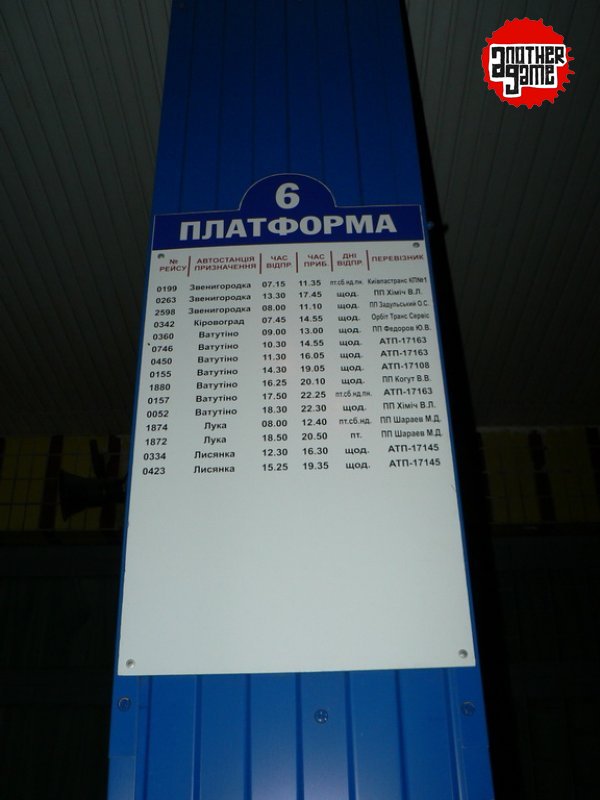 anOTHER
game
6
ПЛАТФОРМА
№ РЕЙСУ АВТОСТАНЦІЯ ПРИЗНАЧЕННЯ ЧАС ВІДПР. ЧАС ПРИБ. ДНІ ВІДПР. ПЕРЕВІЗНИК
0199 Звенигородка 07.15 11.35 пт.сб.нд.пн. Київпастранс КП№1
0263 Звенигородка 13.30 17.45 щод. ПП Хіміч В.Л.
2598 Звенигородка 08.00 11.10 щод. ПП Задульський О.С.
0342 Кіровоград 07.45 14.55 щод. Орбіт Транс Сервіс
0360 Ватутіно 09.00 13.00 щод. ПП Федоров Ю.В.
0746 Ватутіно 10.30 14.55 щод. АТП-17163
0450 Ватутіно 11.30 16.05 щод. АТП-17163
0155 Ватутіно 14.30 19.05 щод. АТП-17108
1880 Ватутіно 16.25 20.10 щод. ПП Когут В.В.
0157 Ватутіно 17.50 22.25 пт.сб.нд.пн. АТП-17163
0052 Ватутіно 18.30 22.30 щод. ПП Хіміч В.Л.
1874 Лука 08.00 12.40 пт.сб.нд. ПП Шараев М.Д.
1872 Лука 18.50 20.50 пт. ПП Шараев М.Д.
0334 Лисянка 12.30 16.30 щод. АТП-17145
0423 Лисянка 15.25 19.35 щод. АТП-17145